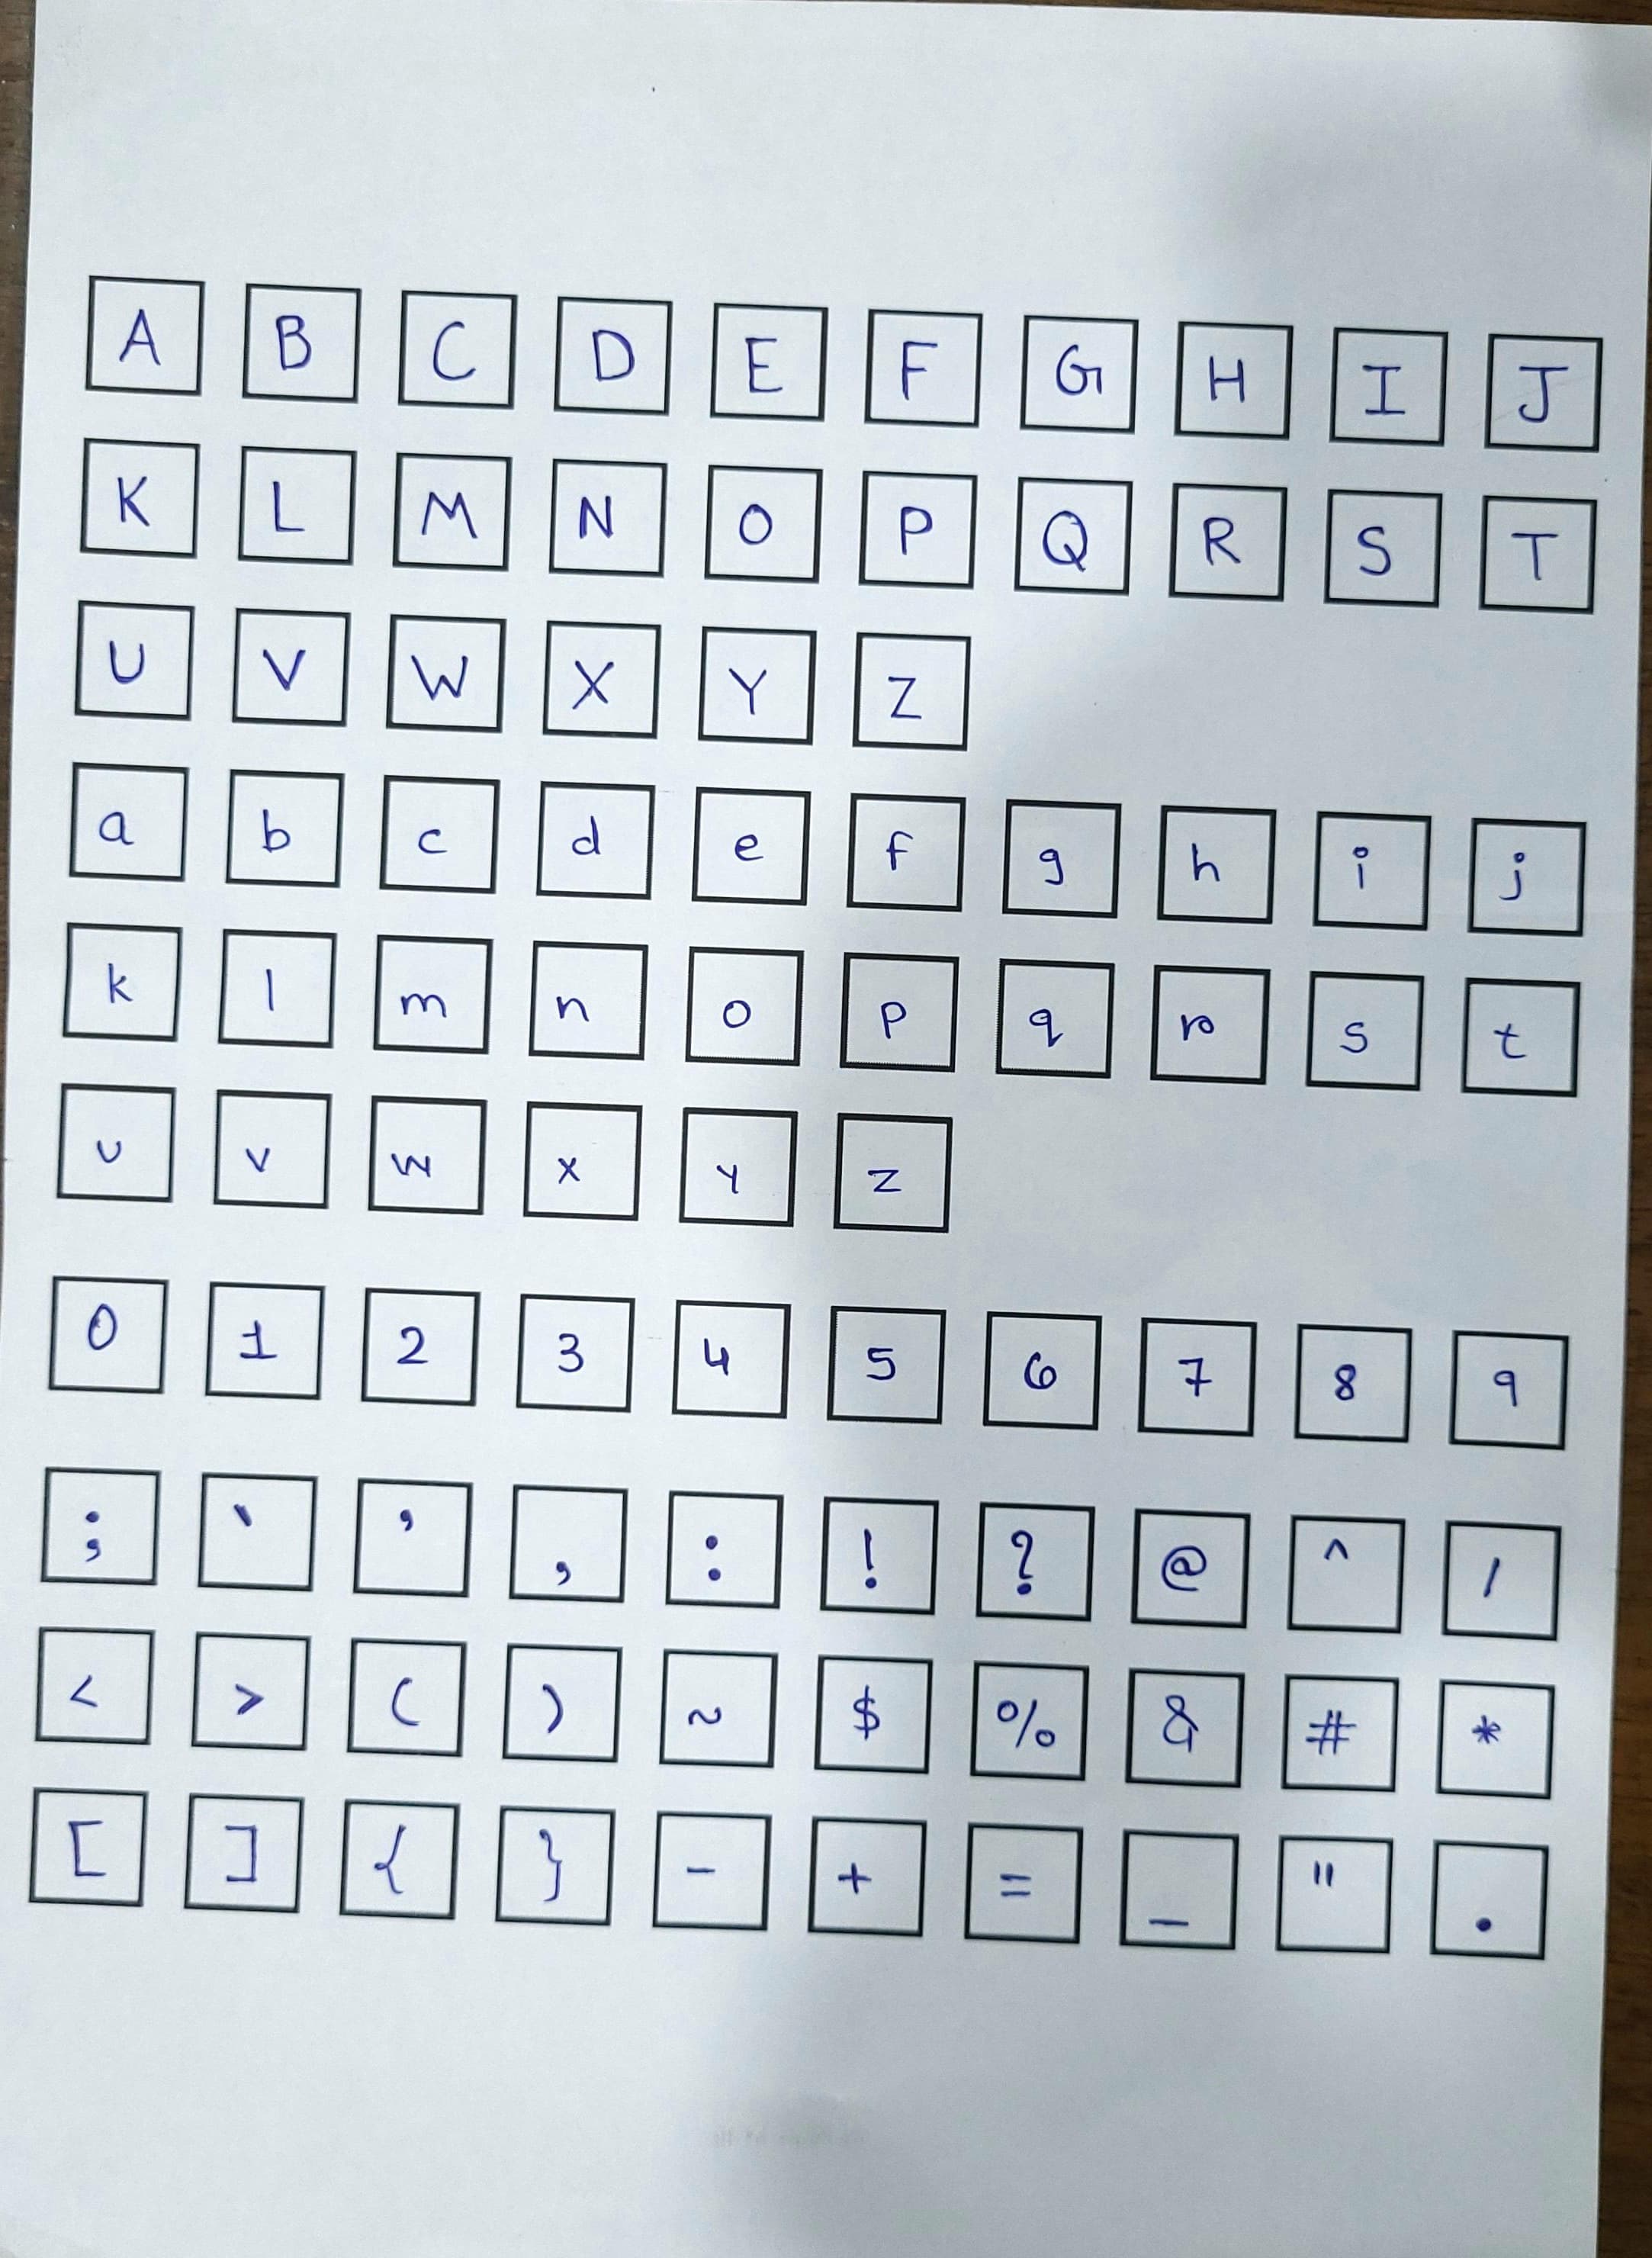 A B C D E F G H I J
K L M N O P Q R S T
U V W X Y Z
a b c d e f g h i j
k l m n o p q r s t
u v w x y z
0 1 2 3 4 5 6 7 8 9
; ` ' , : ! ? @ ^ /
< > ( ) ~ $ % & # *
[ ] { } - + = _ " .